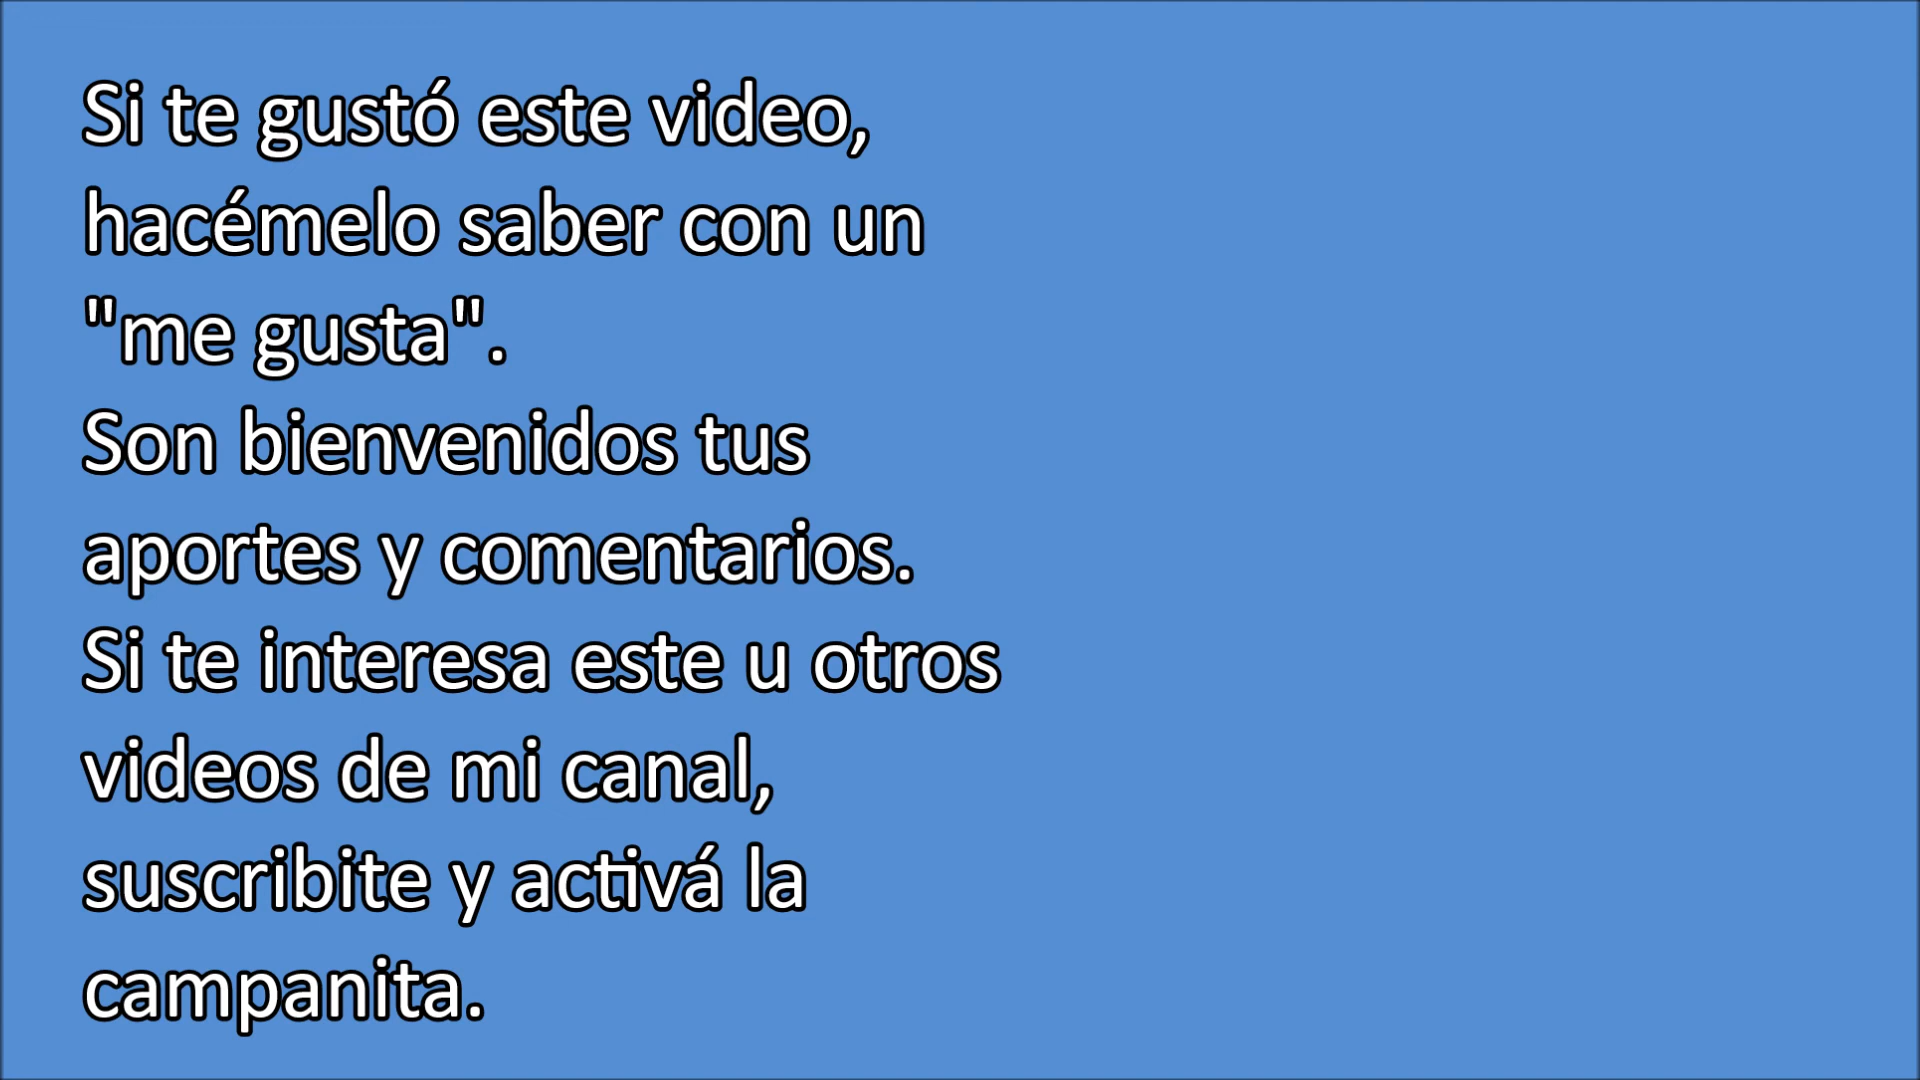 Si te gustó este video,
hacémelo saber con un
"me gusta".
Son bienvenidos tus
aportes y comentarios.
Si te interesa este u otros
videos de mi canal,
suscribite y activá la
campanita.